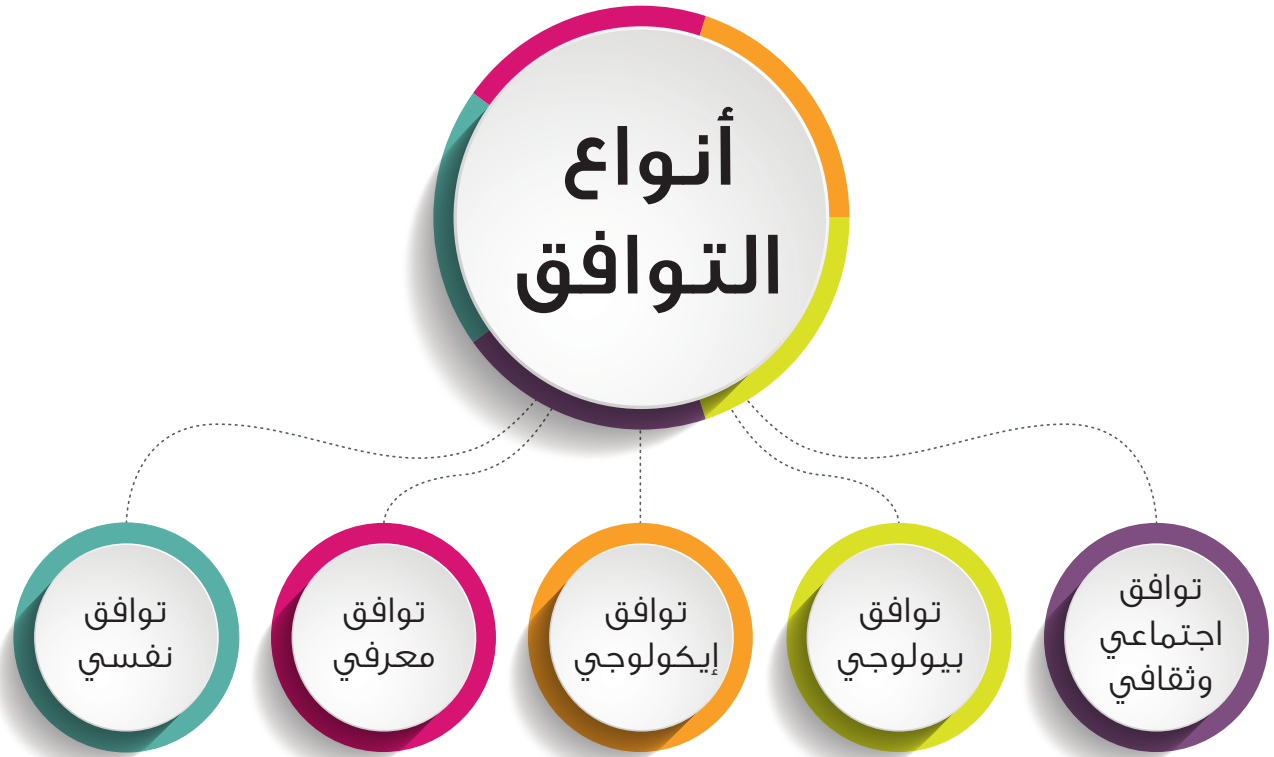 أنواع
التوافق
توافق
اجتماعي
وثقافي
توافق
بيولوجي
توافق
إيكولوجي
توافق
معرفي
توافق
نفسي